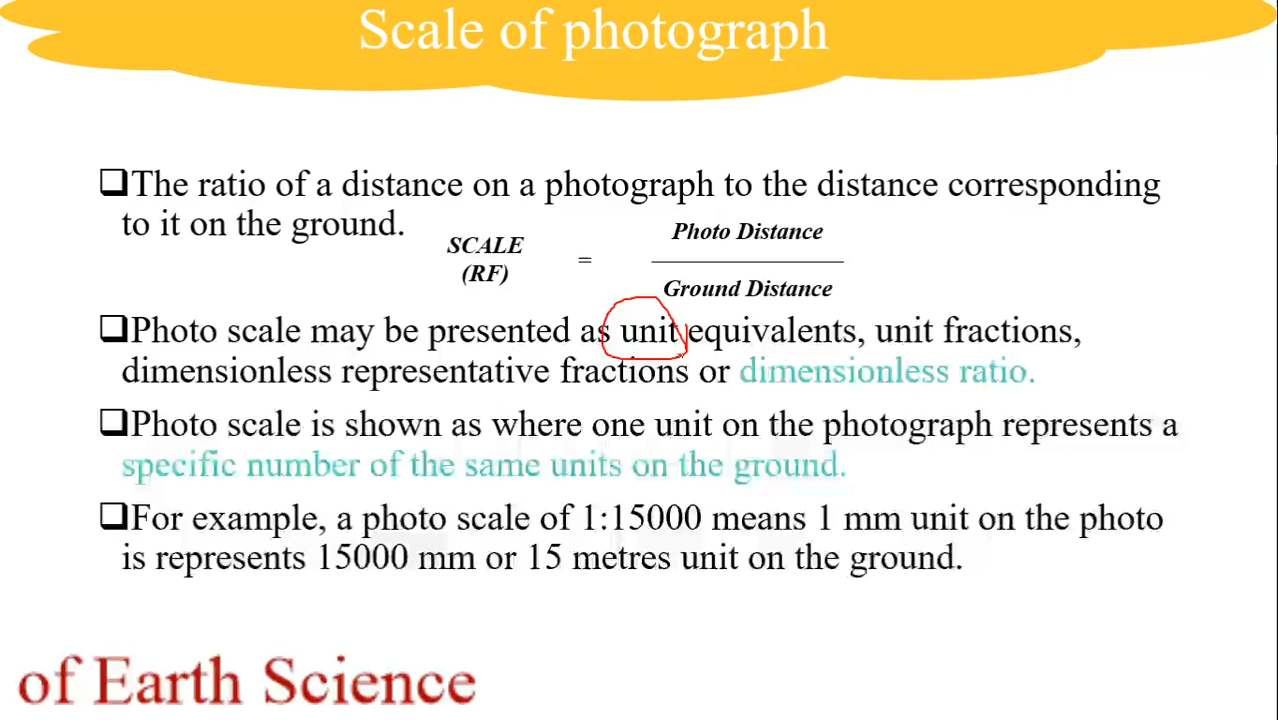 Scale of photograph
❑The ratio of a distance on a photograph to the distance corresponding
to it on the ground.
SCALE
(RF)
=
Photo Distance
Ground Distance
❑Photo scale may be presented as unit equivalents, unit fractions,
dimensionless representative fractions or dimensionless ratio.
❑Photo scale is shown as where one unit on the photograph represents a
specific number of the same units on the ground.
❑For example, a photo scale of 1:15000 means 1 mm unit on the photo
is represents 15000 mm or 15 metres unit on the ground.
of Earth Science